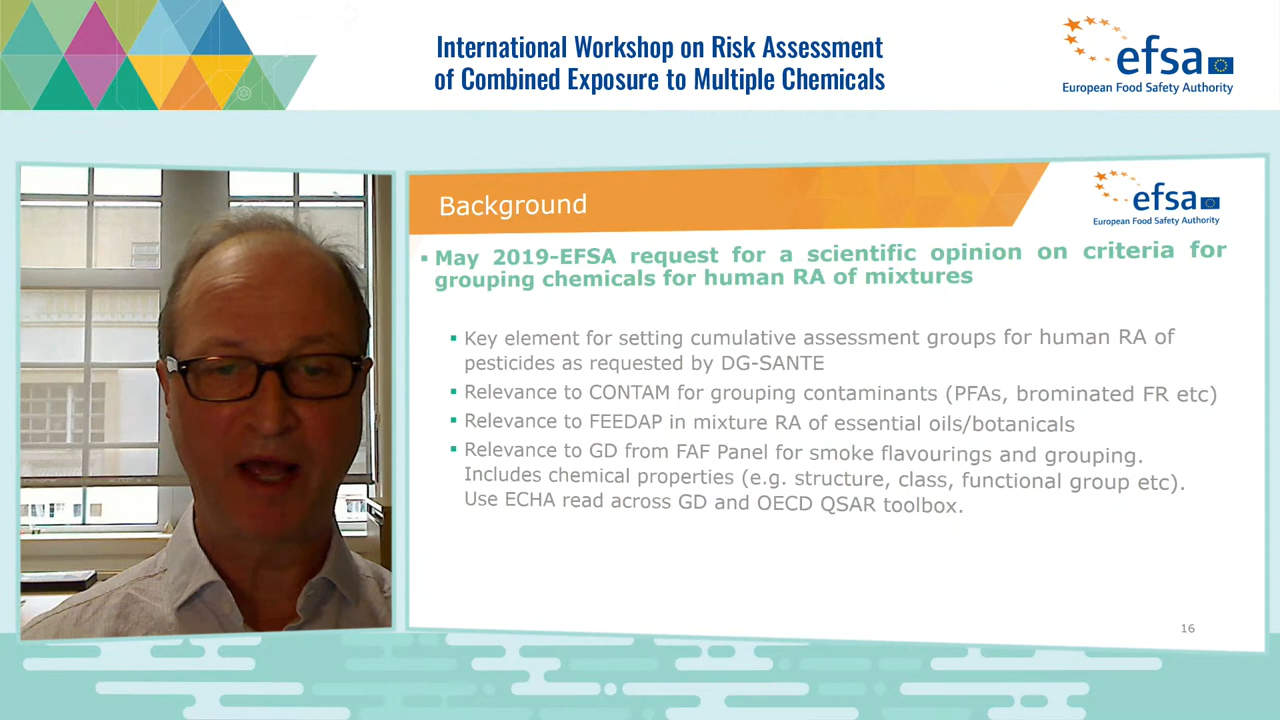 International Workshop on Risk Assessment
of Combined Exposure to Multiple Chemicals
efsa
European Food Safety Authority
Background
efsa
European Food Safety Authority
▪ May 2019-EFSA request for a scientific opinion on criteria for
grouping chemicals for human RA of mixtures
▪ Key element for setting cumulative assessment groups for human RA of
pesticides as requested by DG-SANTE
▪ Relevance to CONTAM for grouping contaminants (PFAs, brominated FR etc)
▪ Relevance to FEEDAP in mixture RA of essential oils/botanicals
▪ Relevance to GD from FAF Panel for smoke flavourings and grouping.
Includes chemical properties (e.g. structure, class, functional group etc).
Use ECHA read across GD and OECD QSAR toolbox.
16